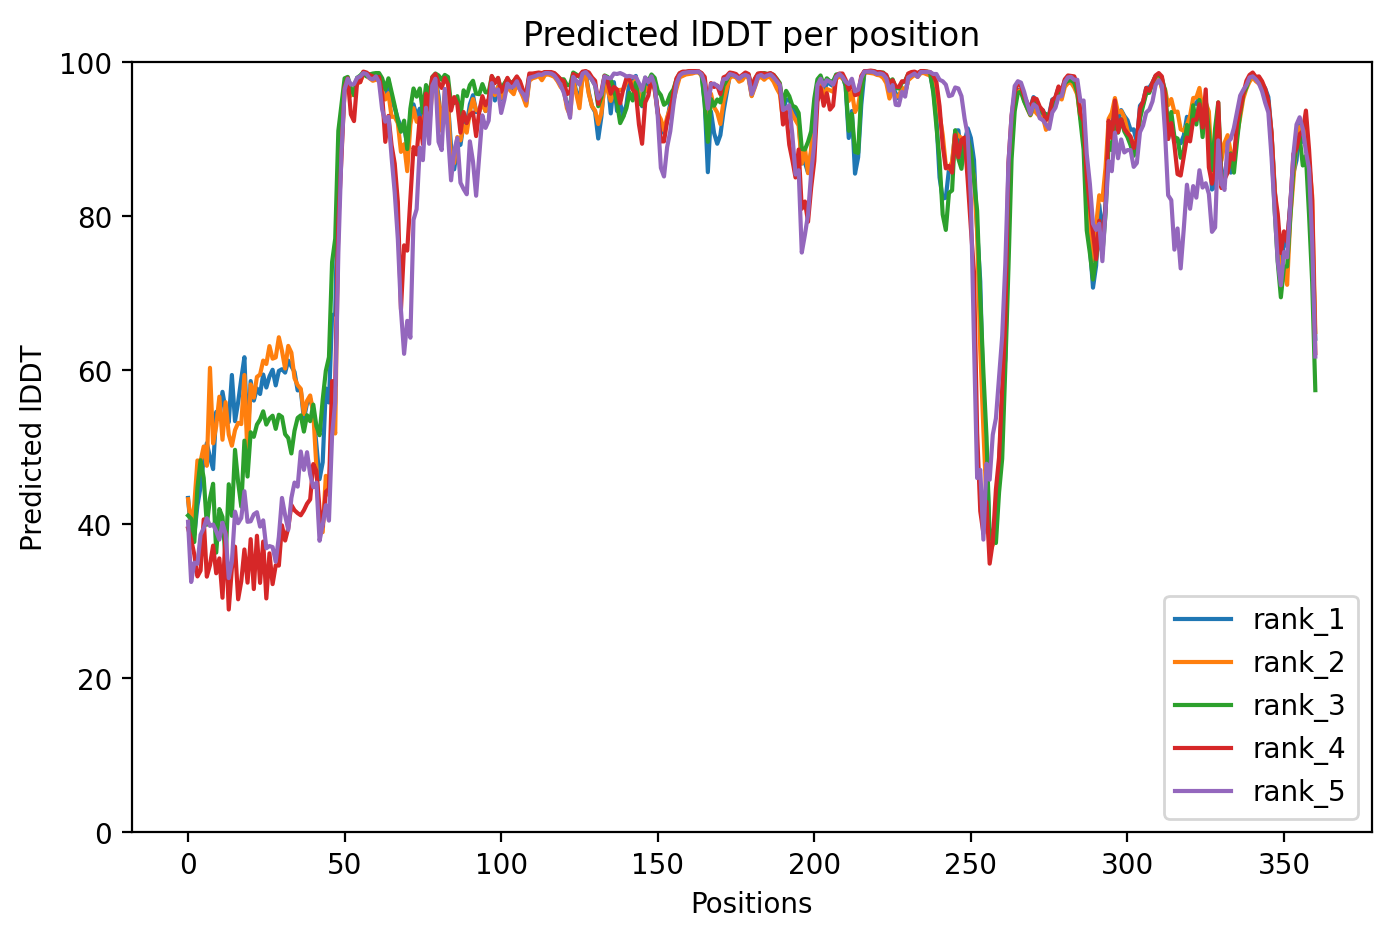 Predicted lDDT per position
Predicted lDDT
100
80
60
40
20
0
0 50 100 150 200 250 300 350
Positions
rank_1
rank_2
rank_3
rank_4
rank_5